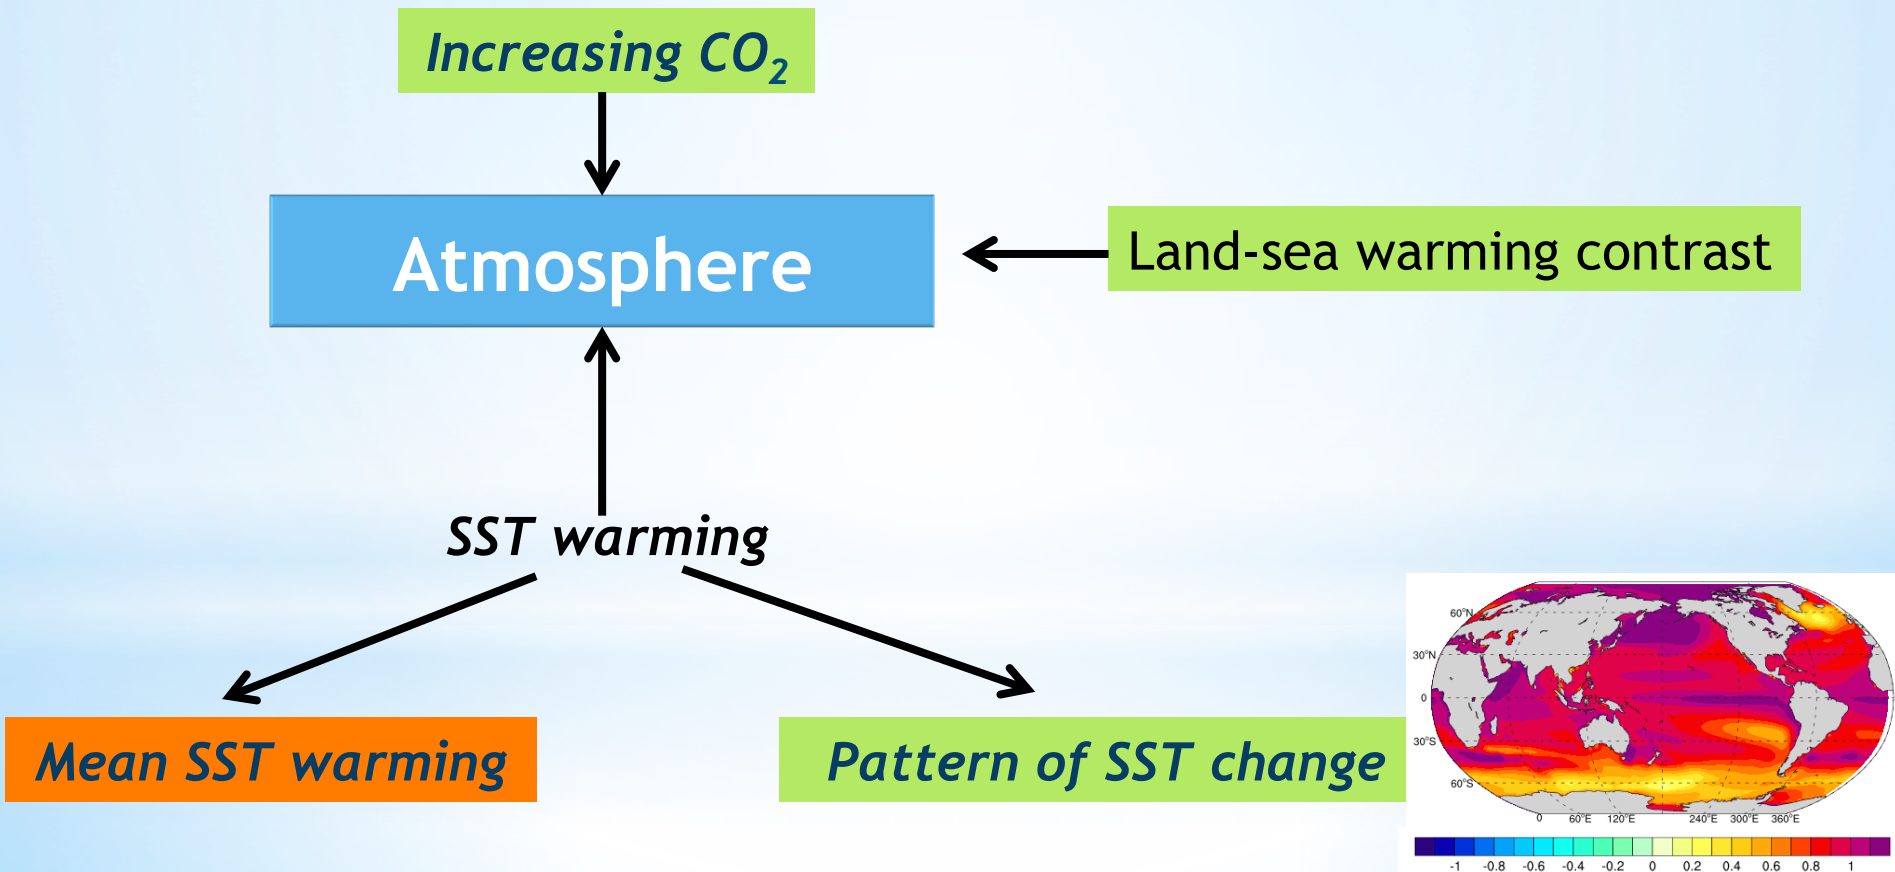 Increasing CO₂
Atmosphere
Land-sea warming contrast
SST warming
Mean SST warming
Pattern of SST change
60°N
30°N
0
30°S
60°S
0 60°E 120°E 240°E 300°E 360°E
-1 -0.8 -0.6 -0.4 -0.2 0 0.2 0.4 0.6 0.8 1